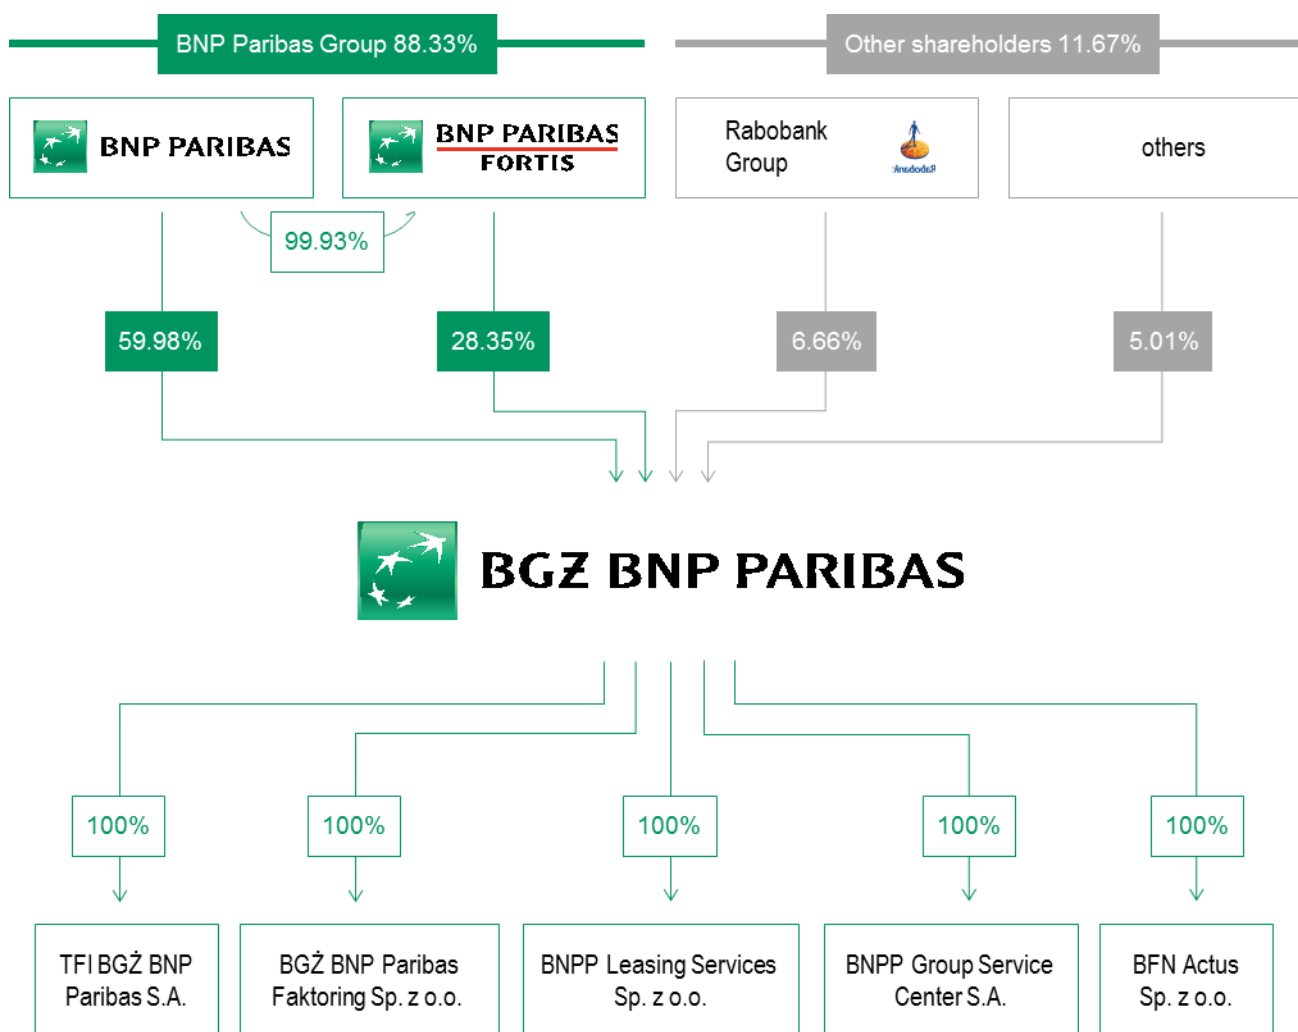 BNP Paribas Group 88.33%
Other shareholders 11.67%
BNP PARIBAS
BNP PARIBAS
FORTIS
Rabobank
Group
Rabobank
others
99.93%
59.98%
28.35%
6.66%
5.01%
BGŻ BNP PARIBAS
100%
100%
100%
100%
100%
TFI BGŻ BNP
Paribas S.A.
BGŻ BNP Paribas
Faktoring Sp. z o.o.
BNPP Leasing Services
Sp. z o.o.
BNPP Group Service
Center S.A.
BFN Actus
Sp. z o.o.